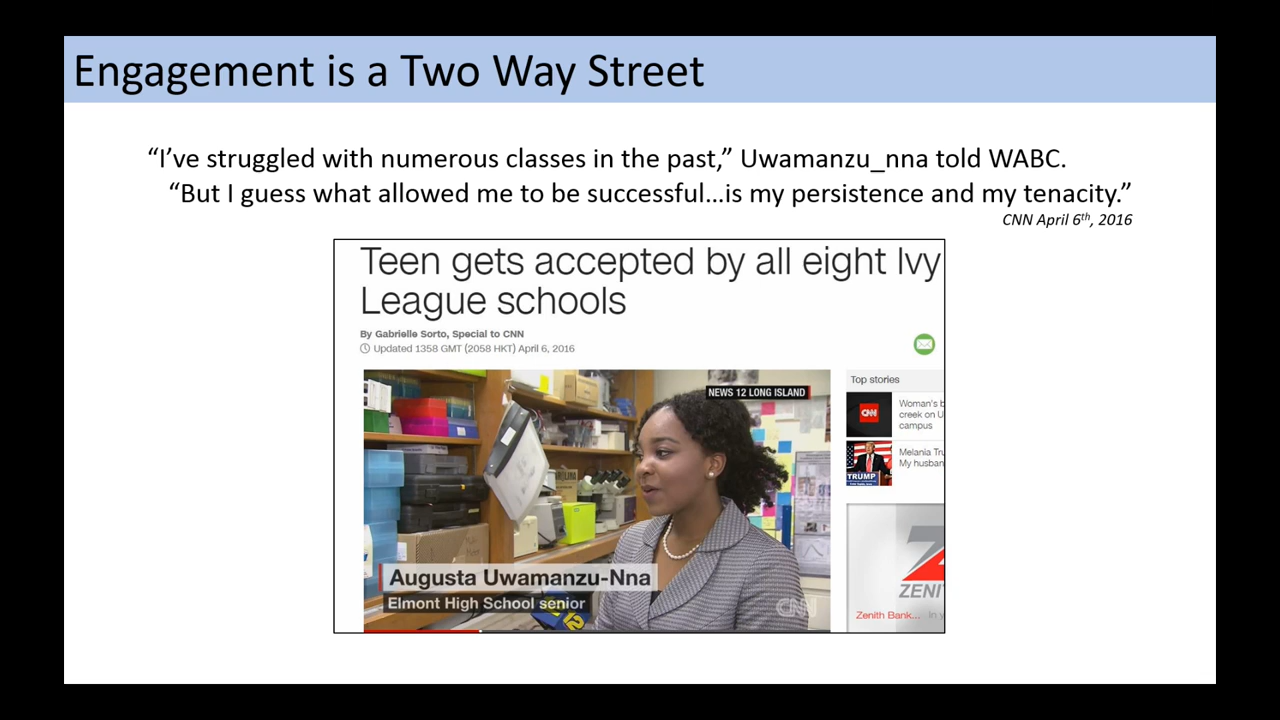 Engagement is a Two Way Street
“I’ve struggled with numerous classes in the past,” Uwamanzu_nna told WABC.
“But I guess what allowed me to be successful...is my persistence and my tenacity.”
CNN April 6th, 2016
Teen gets accepted by all eight Ivy
League schools
By Gabrielle Sorto, Special to CNN
Updated 1358 GMT (2058 HKT) April 6, 2016
NEWS 12 LONG ISLAND
Augusta Uwamanzu-Nna
Elmont High School senior
CNN
Top stories
CNN
Woman's b
creek on U
campus
TRUMP
Melania Tru
My husban
ZENI
Zenith Bank... In y